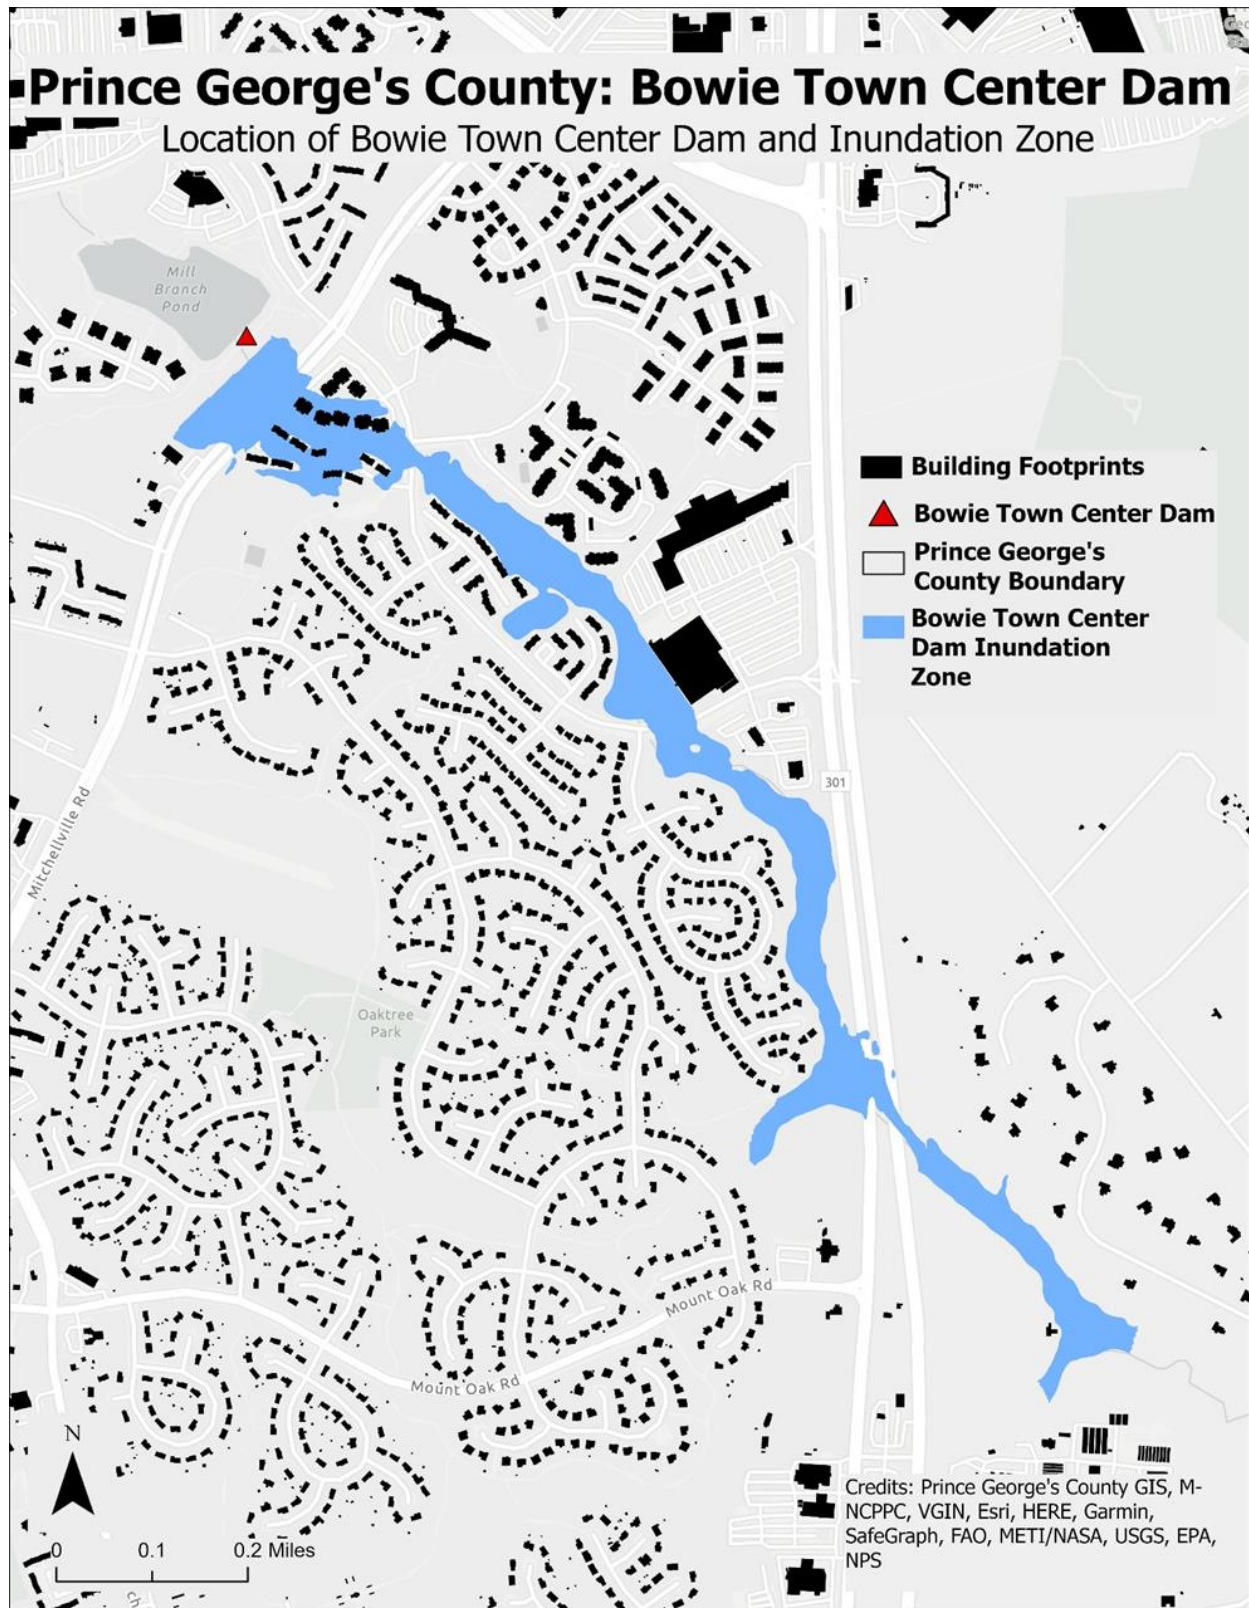 Prince George's County: Bowie Town Center Dam
Location of Bowie Town Center Dam and Inundation Zone
Mill
Branch
Pond
Building Footprints
Bowie Town Center Dam
Prince George's
County Boundary
Bowie Town Center
Dam Inundation
Zone
301
Mitchellville Rd
Oaktree
Park
Mount Oak Rd
Mount Oak Rd
N
Credits: Prince George's County GIS, M-
NCPPC, VGIN, Esri, HERE, Garmin,
SafeGraph, FAO, METI/NASA, USGS, EPA,
NPS
0 0.1 0.2 Miles